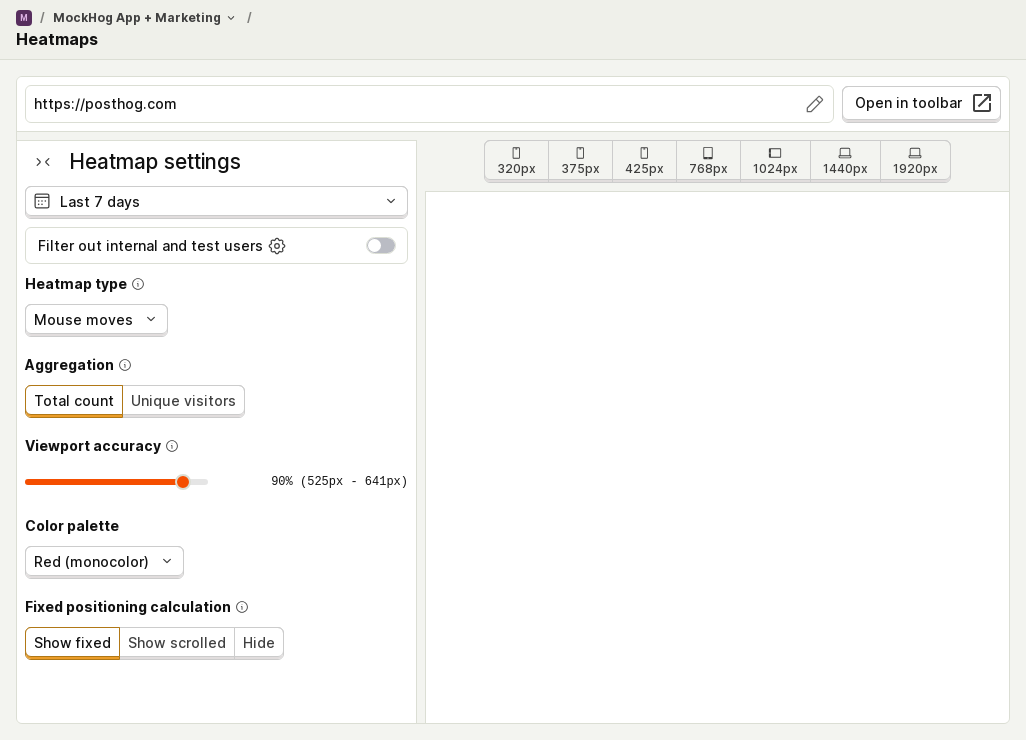 M / MockHog App + Marketing /
Heatmaps
https://posthog.com
Open in toolbar
Heatmap settings
320px 375px 425px 768px 1024px 1440px 1920px
Last 7 days
Filter out internal and test users
Heatmap type
Mouse moves
Aggregation
Total count Unique visitors
Viewport accuracy
90% (525px - 641px)
Color palette
Red (monocolor)
Fixed positioning calculation
Show fixed Show scrolled Hide